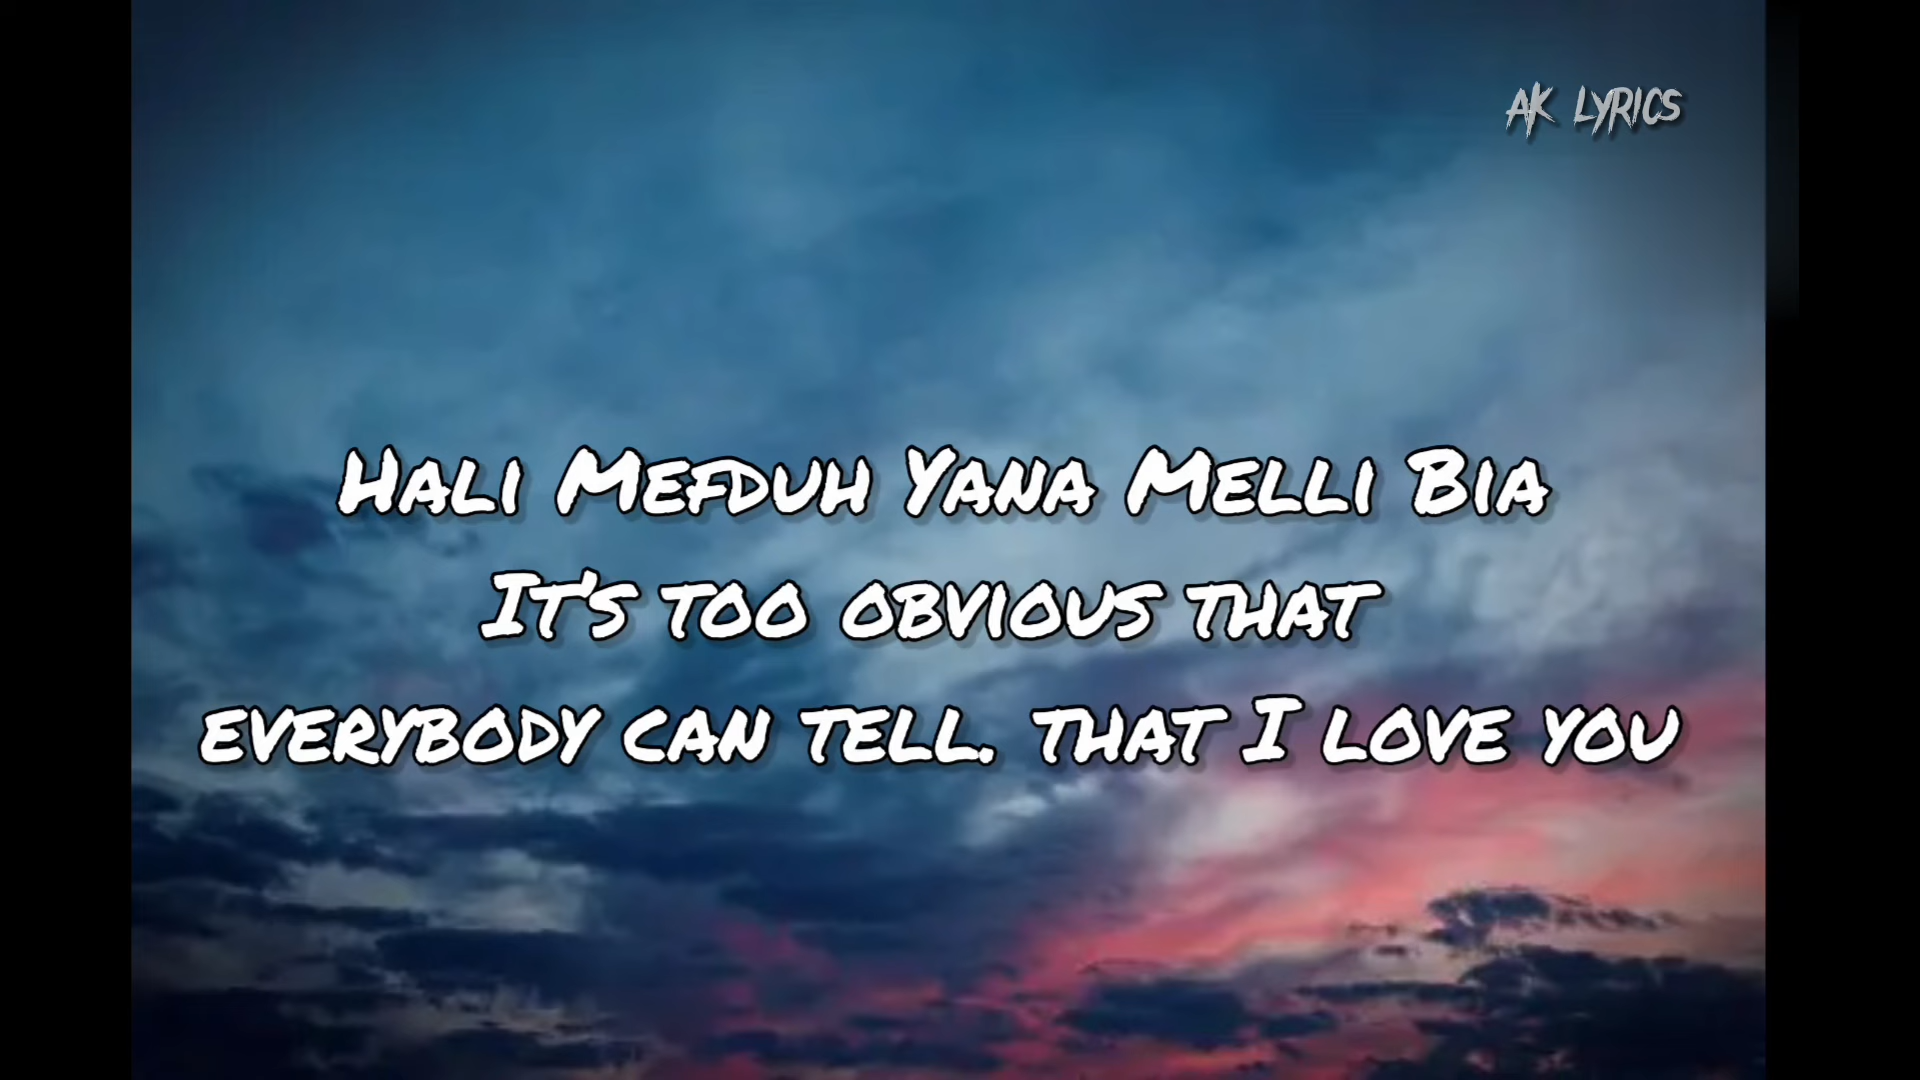 AK LYRICS
HALI MEFDUH YANA MELLI BIA
IT'S TOO OBVIOUS THAT
EVERYBODY CAN TELL. THAT I LOVE YOU